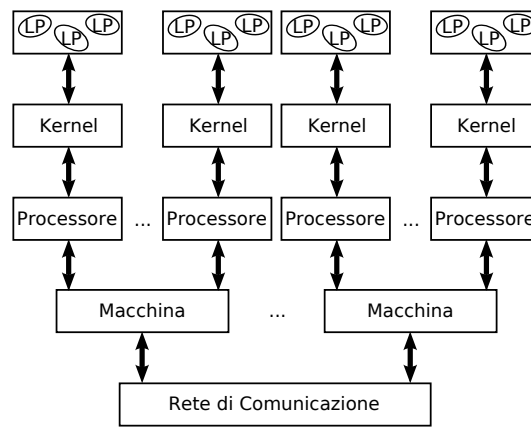 LP LP LP LP LP LP LP LP LP LP LP LP
Kernel Kernel Kernel Kernel
Processore ... Processore Processore ... Processore
Macchina ... Macchina
Rete di Comunicazione